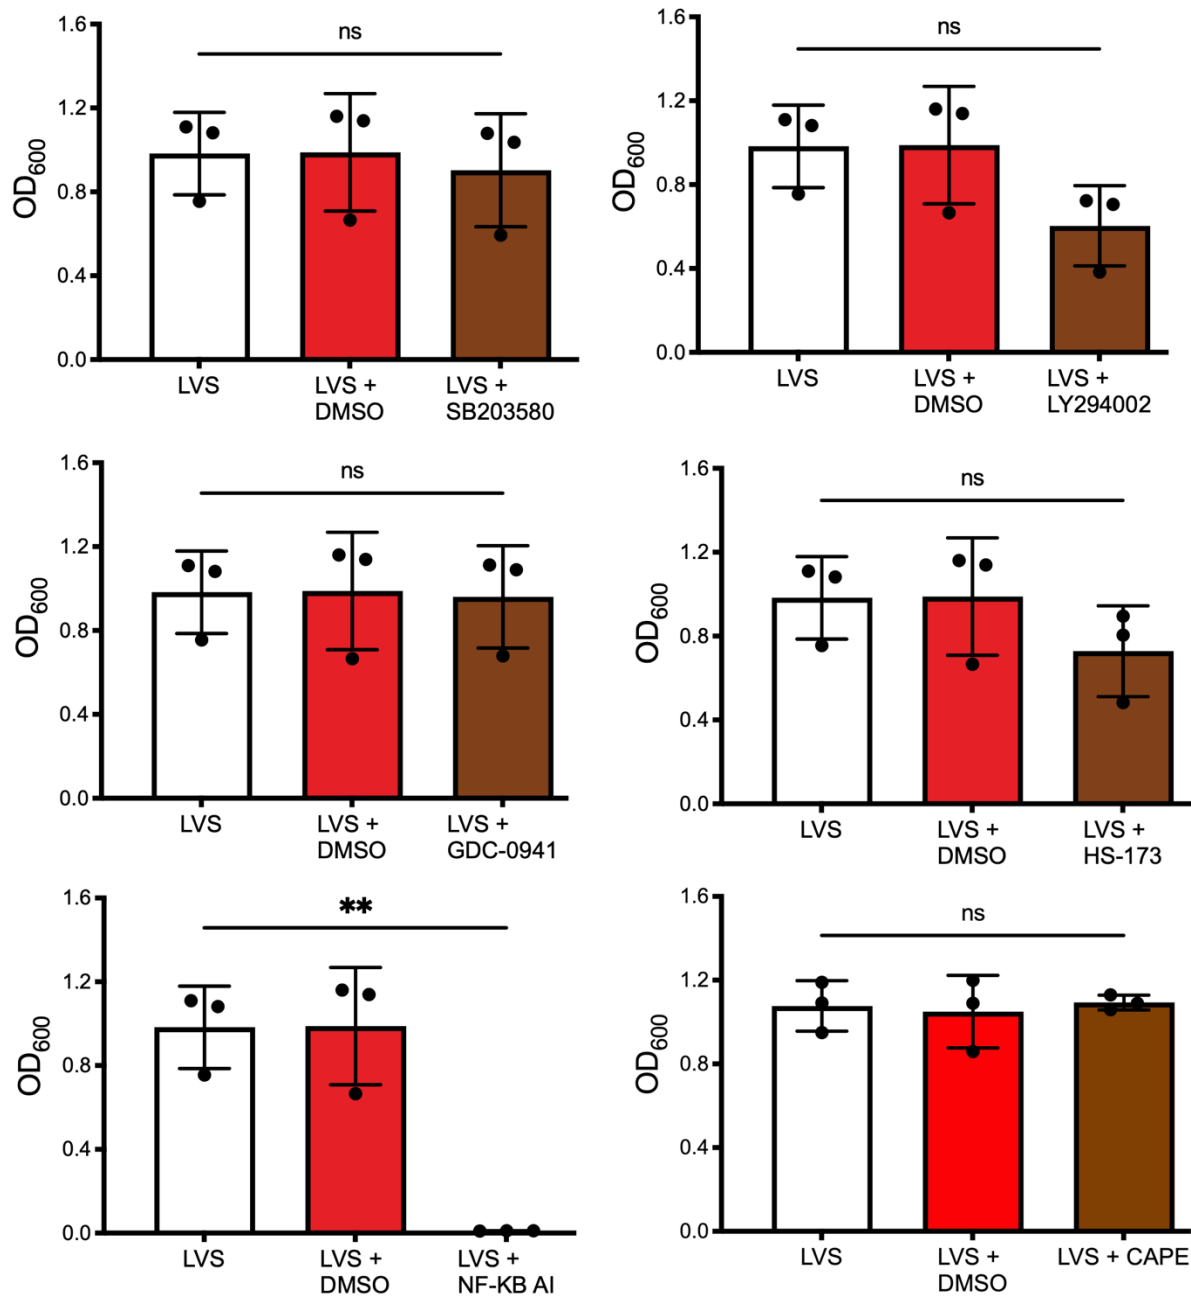 ns
1.6
1.2
0.8
0.4
0.0
OD600
LVS
LVS +
DMSO
LVS +
SB203580
ns
1.6
1.2
0.8
0.4
0.0
OD600
LVS
LVS +
DMSO
LVS +
LY294002
ns
1.6
1.2
0.8
0.4
0.0
OD600
LVS
LVS +
DMSO
LVS +
GDC-0941
ns
1.6
1.2
0.8
0.4
0.0
OD600
LVS
LVS +
DMSO
LVS +
HS-173
**
1.6
1.2
0.8
0.4
0.0
OD600
LVS
LVS +
DMSO
LVS +
NF-KB AI
ns
1.6
1.2
0.8
0.4
0.0
OD600
LVS
LVS +
DMSO
LVS + CAPE